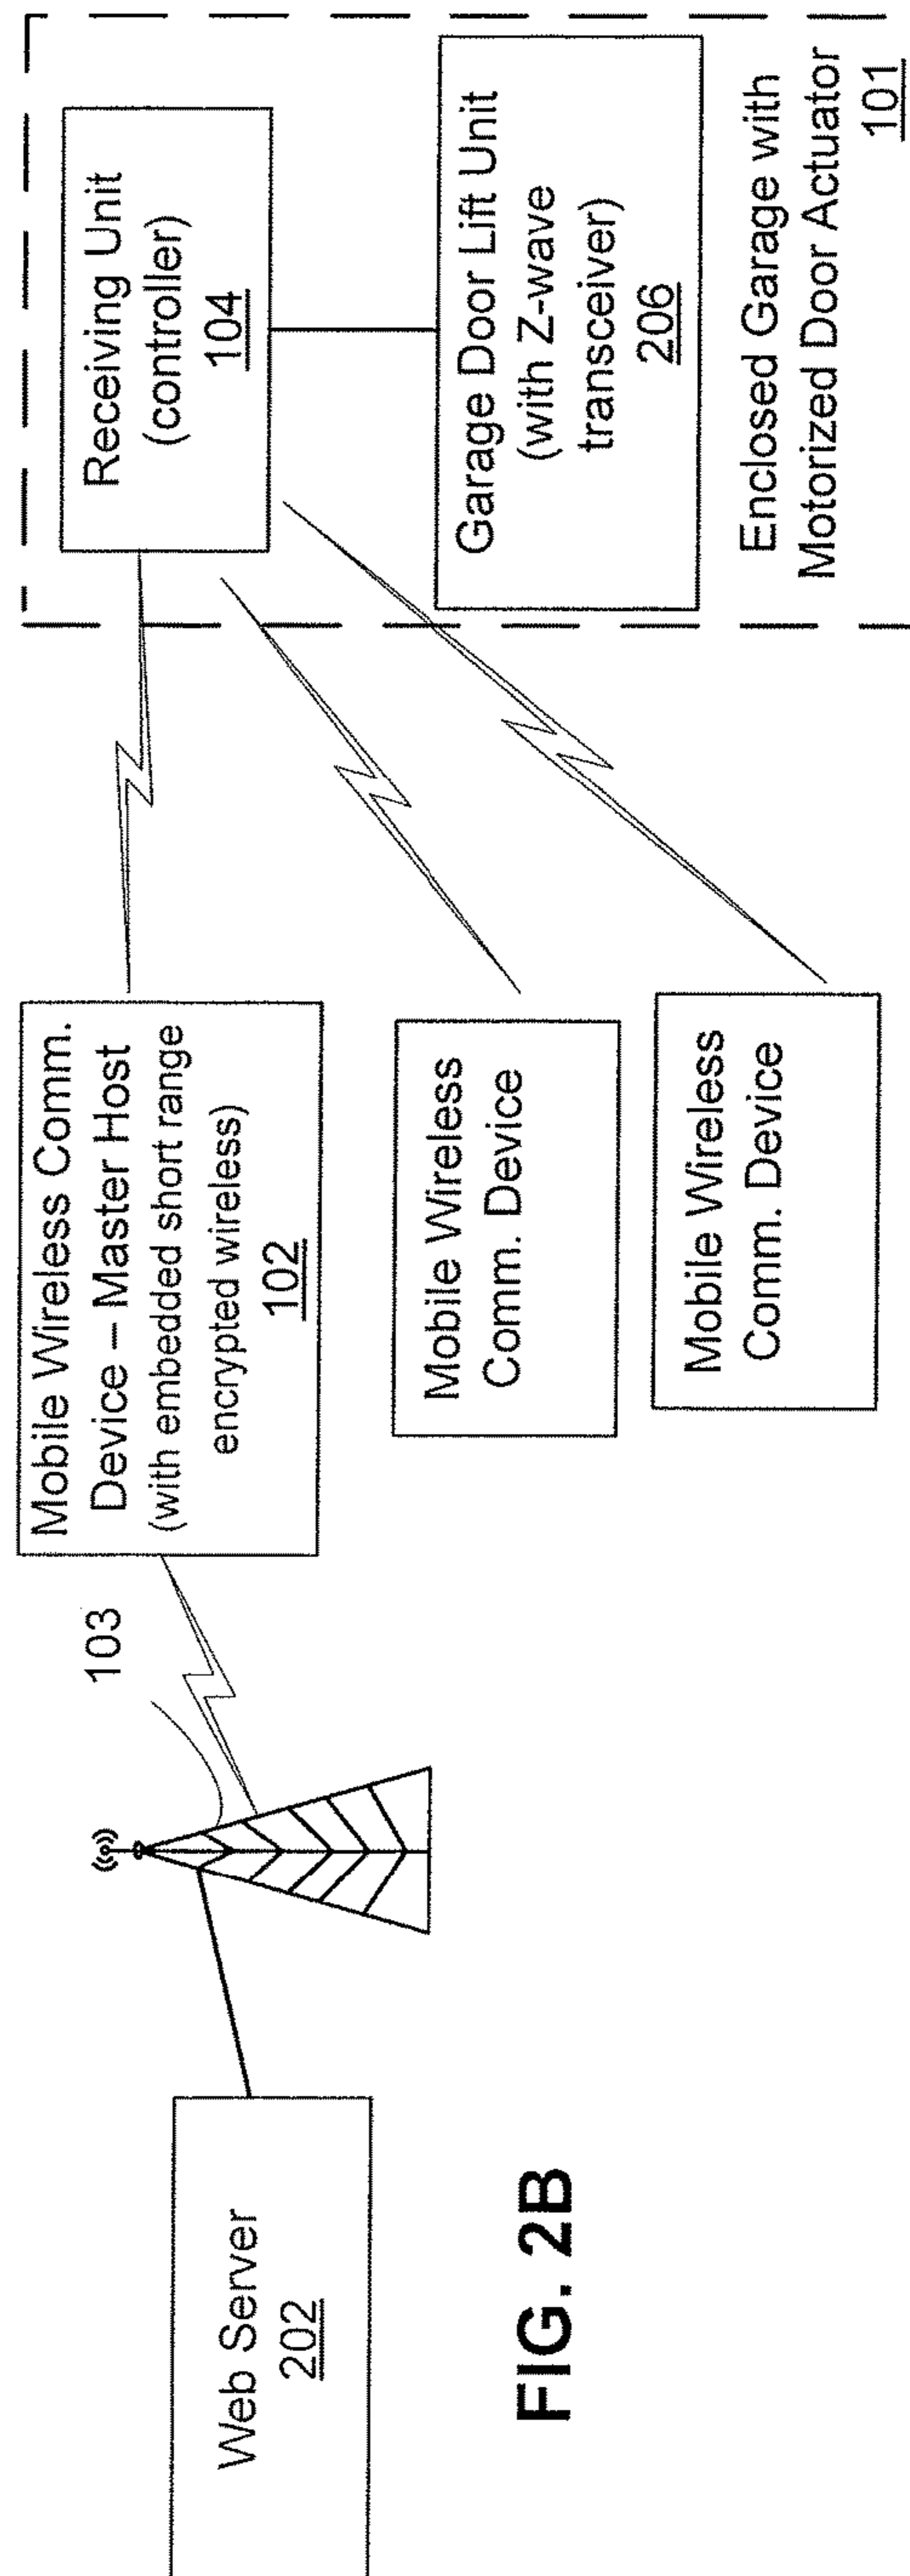 Web Server
202
103
Mobile Wireless Comm.
Device – Master Host
(with embedded short range
encrypted wireless)
102
Mobile Wireless
Comm. Device
Mobile Wireless
Comm. Device
Receiving Unit
(controller)
104
Garage Door Lift Unit
(with Z-wave
transceiver)
206
Enclosed Garage with
Motorized Door Actuator
101
FIG. 2B